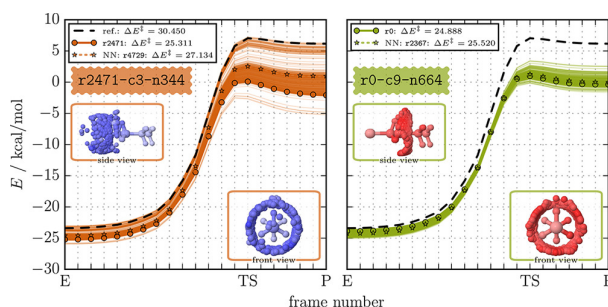 ref.: ΔE‡ = 30.450
r2471: ΔE‡ = 25.311
NN: r4729: ΔE‡ = 27.134
r2471-c3-n344
side view
front view
r0: ΔE‡ = 24.888
NN: r2367: ΔE‡ = 25.520
r0-c9-n664
side view
front view
E / kcal/mol
10
5
0
−5
−10
−15
−20
−25
−30
E
TS
P
E
TS
P
frame number